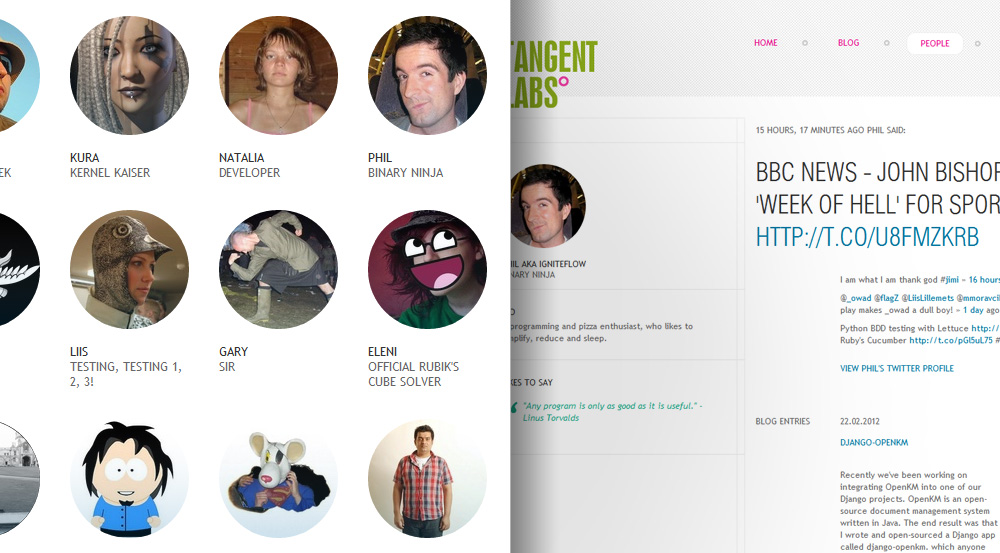 EK
KURA
KERNEL KAISER
NATALIA
DEVELOPER
PHIL
BINARY NINJA
LIIS
TESTING, TESTING 1,
2, 3!
GARY
SIR
ELENI
OFFICIAL RUBIK'S
CUBE SOLVER
TANGENT
LABS
HOME
BLOG
PEOPLE
HIL AKA IGNITEFLOW
NARY NINJA
O
programming and pizza enthusiast, who likes to
plify, reduce and sleep.
KES TO SAY
"Any program is only as good as it is useful." -
Linus Torvalds
15 HOURS, 17 MINUTES AGO PHIL SAID:
BBC NEWS - JOHN BISHOP
'WEEK OF HELL' FOR SPOR
HTTP://T.CO/U8FMZKRB
I am what I am thank god #jimi – 16 hours
@_owad @flagZ @LiisLillemets @mmoravcil
play makes _owad a dull boy! – 1 day ago
Python BDD testing with Lettuce http://
Ruby's Cucumber http://t.co/pGl5uL75 #
VIEW PHIL'S TWITTER PROFILE
BLOG ENTRIES
22.02.2012
DJANGO-OPENKM
Recently we've been working on
integrating OpenKM into one of our
Django projects. OpenKM is an open-
source document management system
written in Java. The end result was that
I wrote and open-sourced a Django app
called django-openkm, which anyone